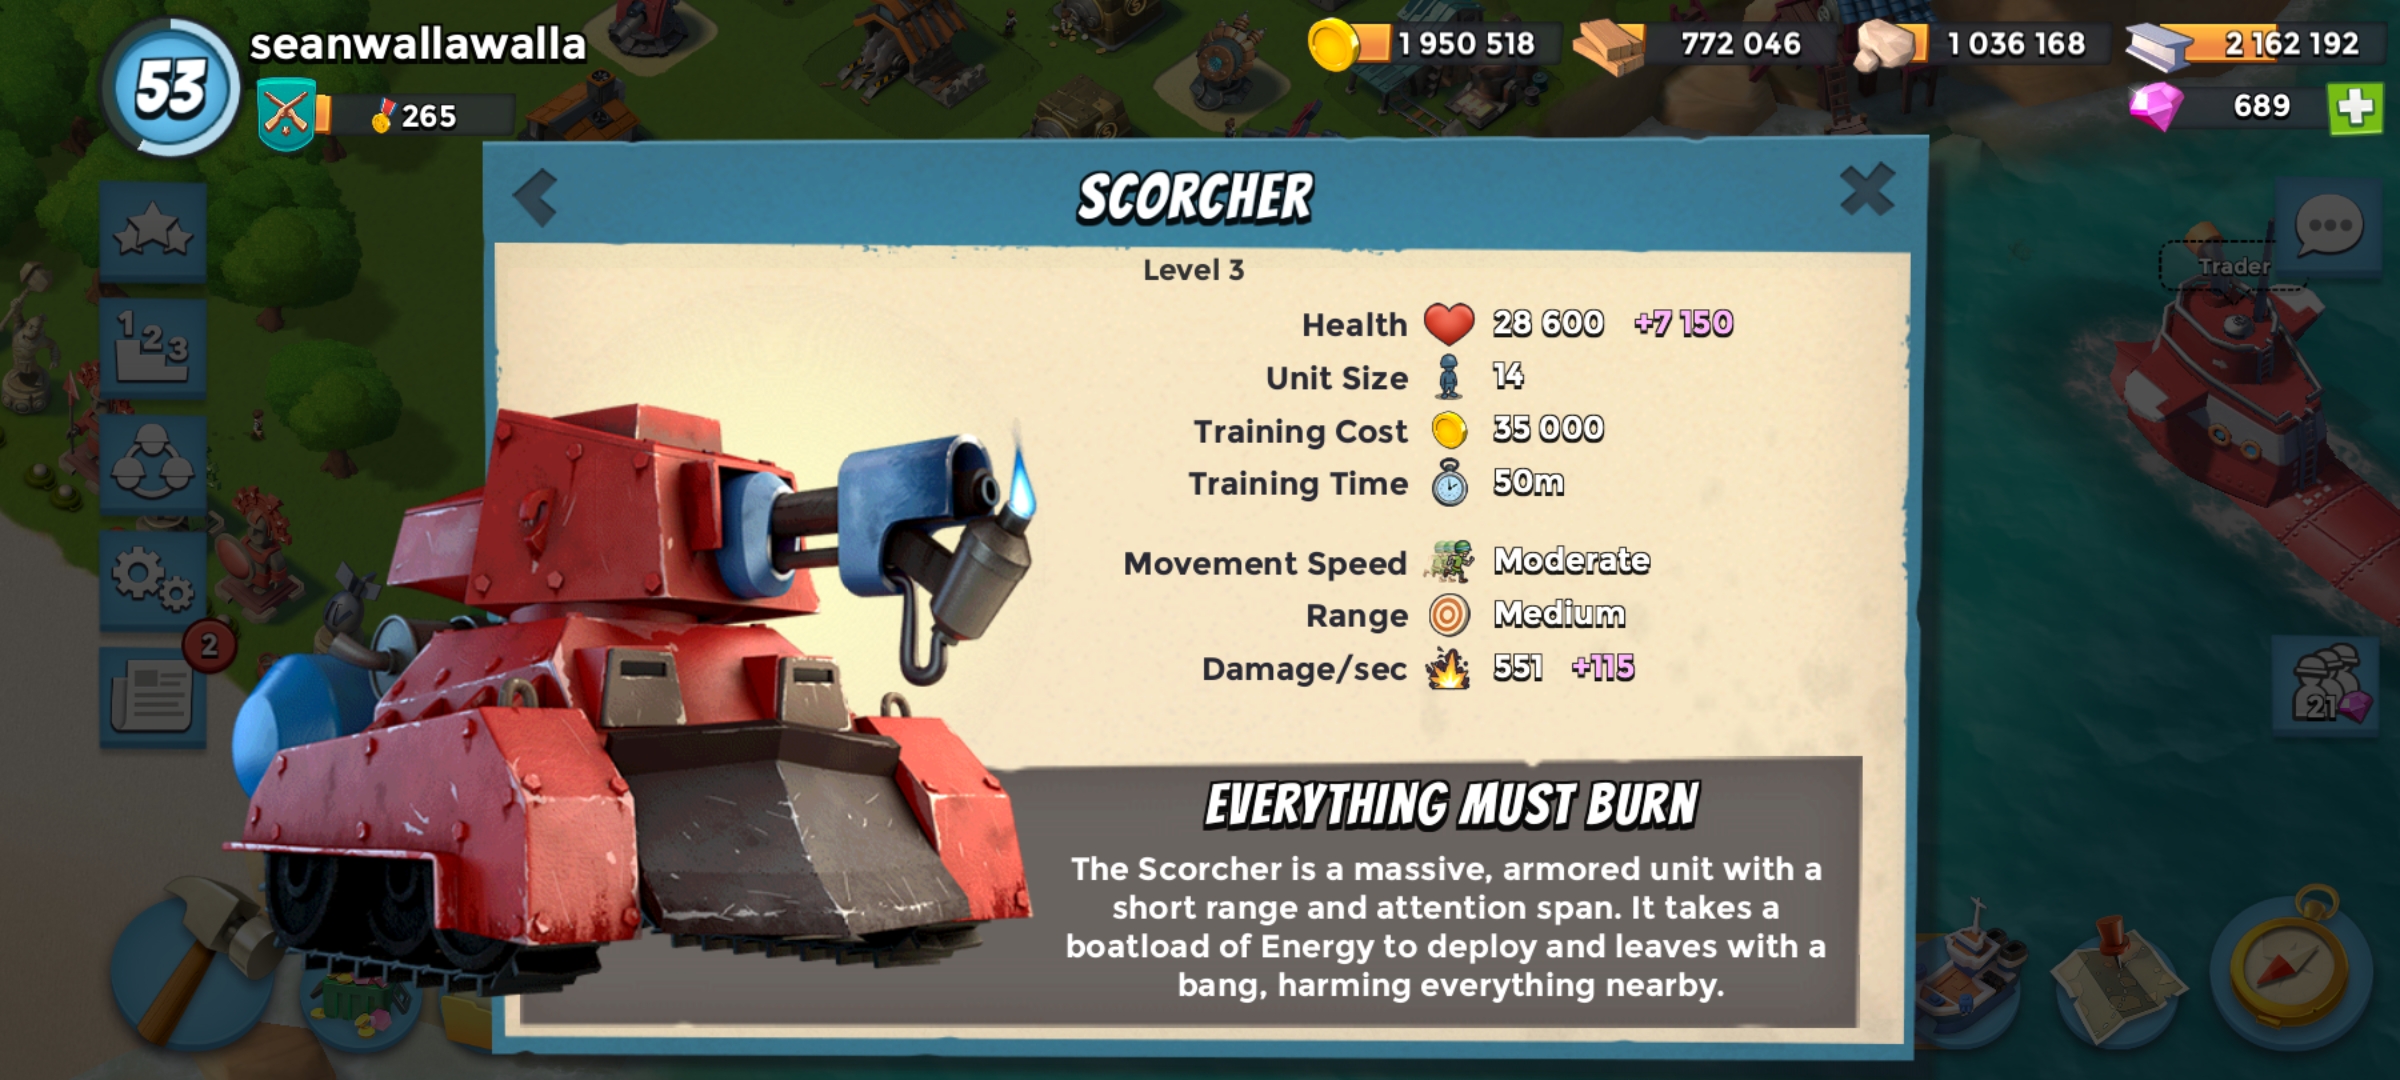 53
seanwallawalla
265
1 950 518
772 046
1 036 168
2 162 192
689
SCORCHER
Level 3
Health 28 600 +7 150
Unit Size 14
Training Cost 35 000
Training Time 50m
Movement Speed Moderate
Range Medium
Damage/sec 551 +115
EVERYTHING MUST BURN
The Scorcher is a massive, armored unit with a
short range and attention span. It takes a
boatload of Energy to deploy and leaves with a
bang, harming everything nearby.
1 2 3
2
Trader
21